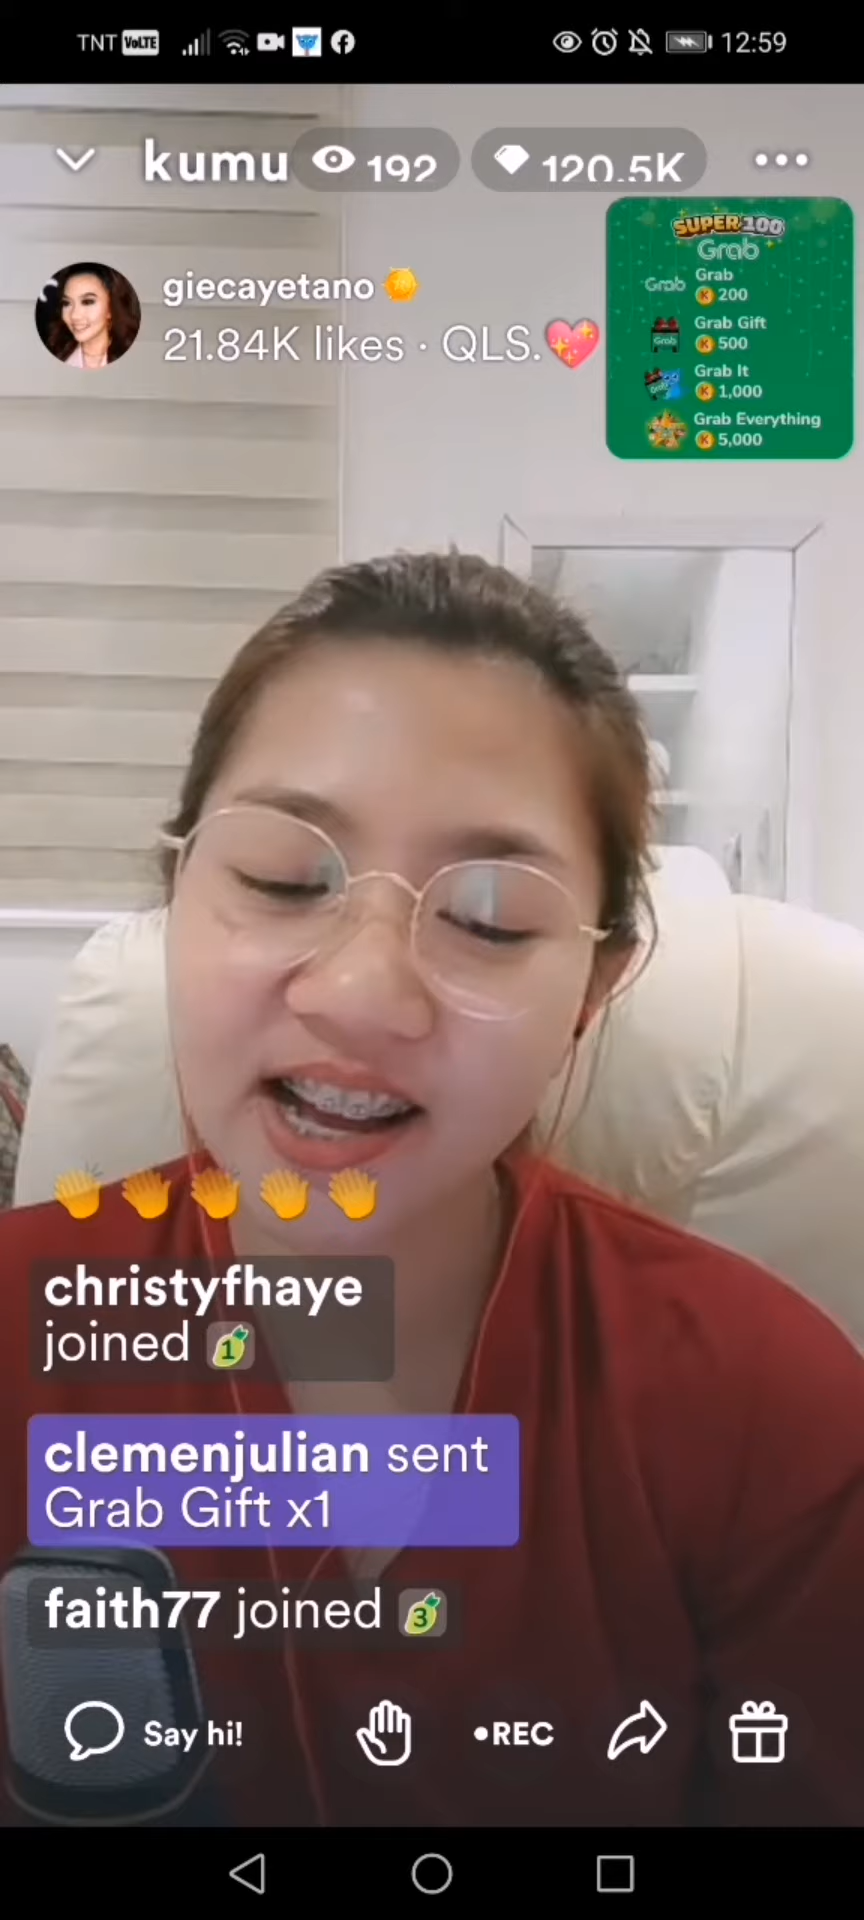 TNT VoLTE 12:59
kumu 192 120.5K
giecayetano
21.84K likes · QLS.
SUPER 100
Grab
Grab Grab
K 200
Grab Grab Gift
K 500
Grab Grab It
K 1,000
Grab Everything
K 5,000
christyfhaye
joined 1
clemenjulian sent
Grab Gift x1
faith77 joined 3
Say hi! •REC